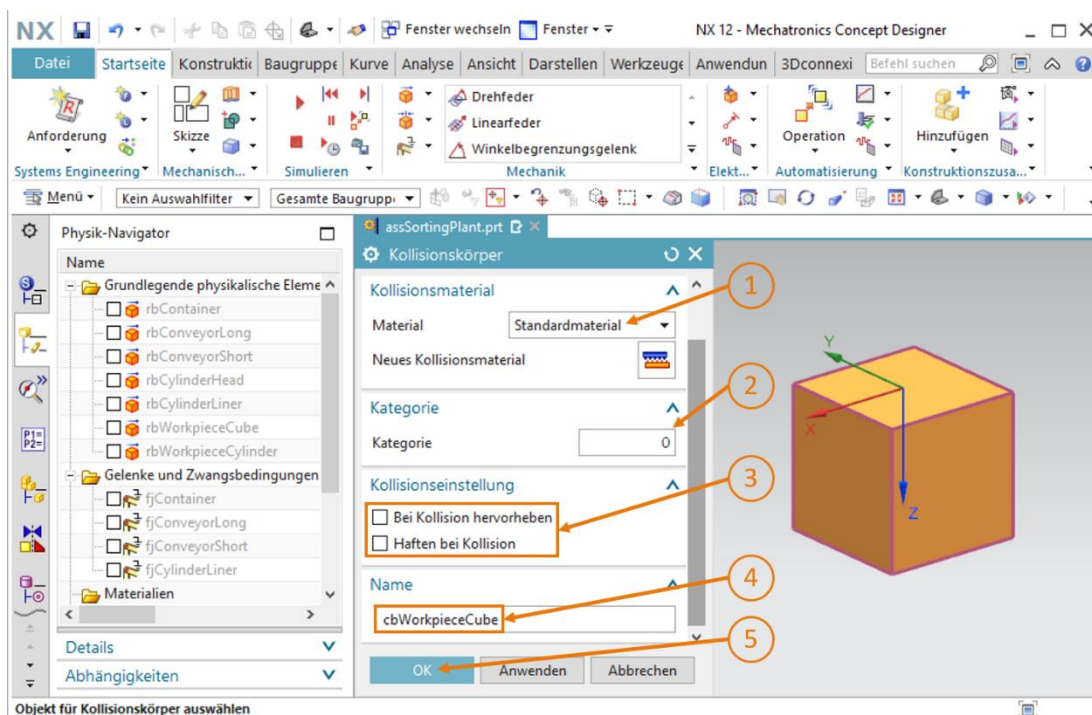 NX
Fenster wechseln Fenster
NX 12 - Mechatronics Concept Designer
Datei Startseite Konstruktic Baugruppe Kurve Analyse Ansicht Darstellen Werkzeuge Anwendun 3Dconnexi Befehl suchen
Anforderung
Skizze
Drehfeder
Linearfeder
Winkelbegrenzungsgelenk
Operation
Hinzufügen
Systems Engineering Mechanisch... Simulieren Mechanik Elekt... Automatisierung Konstruktionszusa...
Menü Kein Auswahlfilter Gesamte Baugruppe
Physik-Navigator
Name
Grundlegende physikalische Eleme
rbContainer
rbConveyorLong
rbConveyorShort
rbCylinderHead
rbCylinderLiner
rbWorkpieceCube
rbWorkpieceCylinder
Gelenke und Zwangsbedingungen
fjContainer
fjConveyorLong
fjConveyorShort
fjCylinderLiner
Materialien
Details
Abhängigkeiten
P1=
P2=
assSortingPlant.prt
Kollisionskörper
Kollisionsmaterial
Material Standardmaterial
Neues Kollisionsmaterial
Kategorie
Kategorie 0
Kollisionseinstellung
Bei Kollision hervorheben
Haften bei Kollision
Name
cbWorkpieceCube
OK Anwenden Abbrechen
1
2
3
4
5
Y
X
Z
Objekt für Kollisionskörper auswählen